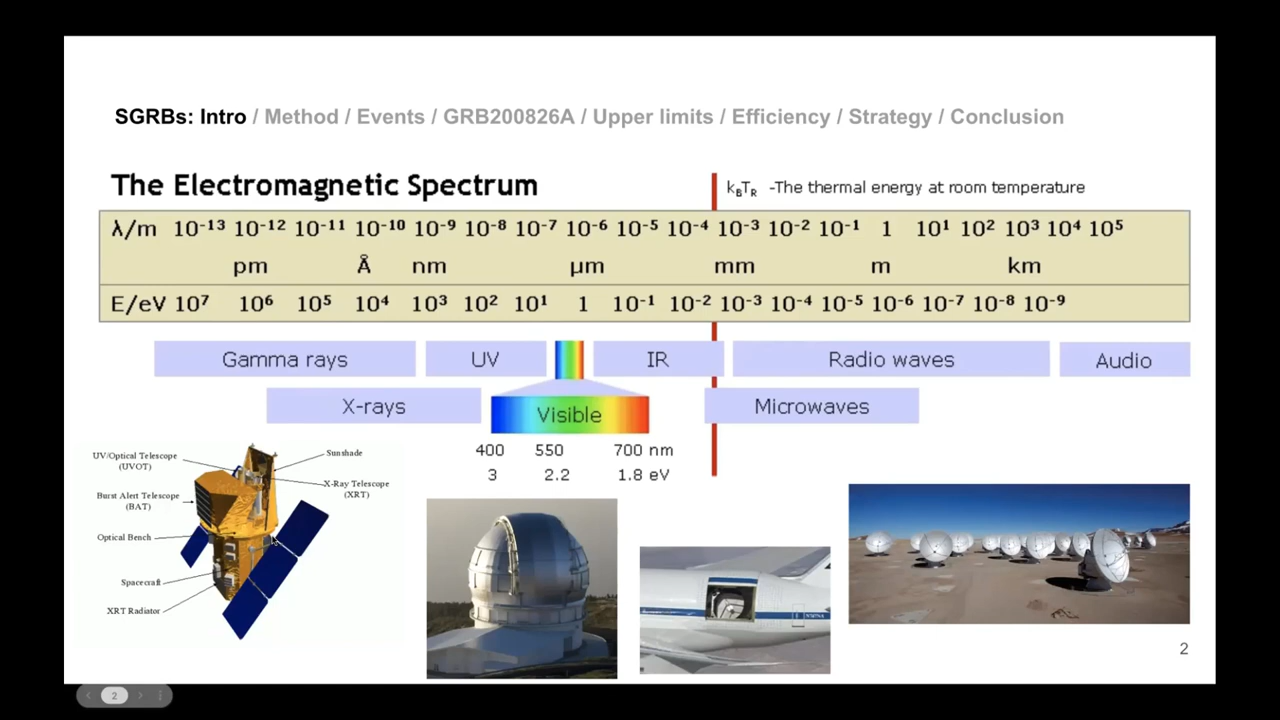 SGRBs: Intro / Method / Events / GRB200826A / Upper limits / Efficiency / Strategy / Conclusion
The Electromagnetic Spectrum
k_BT_R -The thermal energy at room temperature
λ/m 10⁻¹³ 10⁻¹² 10⁻¹¹ 10⁻¹⁰ 10⁻⁹ 10⁻⁸ 10⁻⁷ 10⁻⁶ 10⁻⁵ 10⁻⁴ 10⁻³ 10⁻² 10⁻¹ 1 10¹ 10² 10³ 10⁴ 10⁵
pm Å nm μm mm m km
E/eV 10⁷ 10⁶ 10⁵ 10⁴ 10³ 10² 10¹ 1 10⁻¹ 10⁻² 10⁻³ 10⁻⁴ 10⁻⁵ 10⁻⁶ 10⁻⁷ 10⁻⁸ 10⁻⁹
Gamma rays UV IR Radio waves Audio
X-rays Visible Microwaves
400 550 700 nm
3 2.2 1.8 eV
UV/Optical Telescope
(UVOT)
Sunshade
X-Ray Telescope
(XRT)
Burst Alert Telescope
(BAT)
Optical Bench
Spacecraft
XRT Radiator
2
2